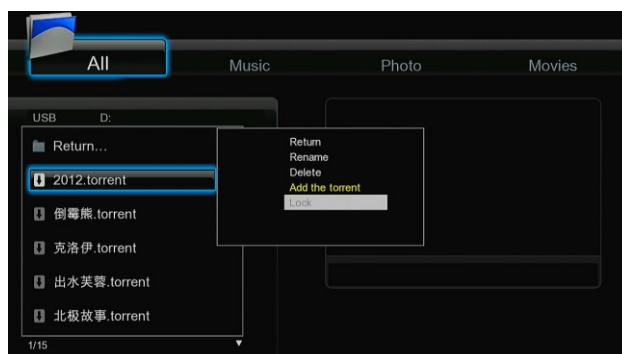 All
Music
Photo
Movies
USB D:
Return...
2012.torrent
倒霉熊.torrent
克洛伊.torrent
出水芙蓉.torrent
北极故事.torrent
1/15
Return
Rename
Delete
Add the torrent
Lock